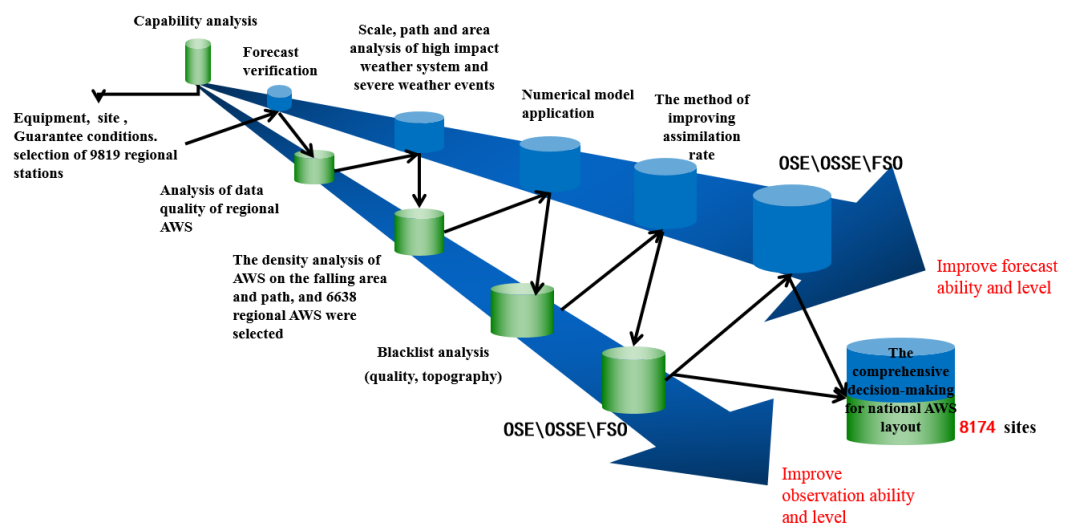 Capability analysis
Forecast
verification
Scale, path and area
analysis of high impact
weather system and
severe weather events
Numerical model
application
The method of
improving
assimilation
rate
OSE\OSSE\FSO
Equipment, site ,
Guarantee conditions.
selection of 9819 regional
stations
Analysis of data
quality of regional
AWS
The density analysis of
AWS on the falling area
and path, and 6638
regional AWS were
selected
Blacklist analysis
(quality, topography)
OSE\OSSE\FSO
Improve forecast
ability and level
The
comprehensive
decision-making
for national AWS
layout
8174 sites
Improve
observation ability
and level